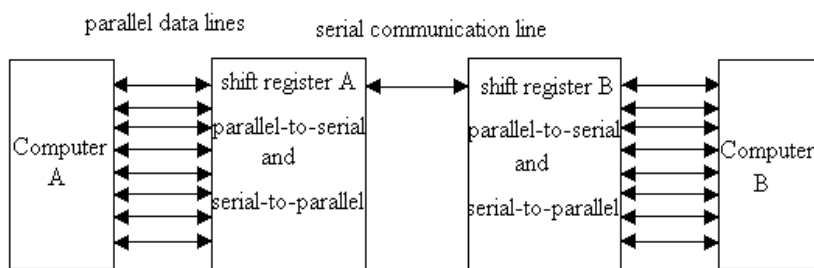 parallel data lines
serial communication line
Computer
A
shift register A
parallel-to-serial
and
serial-to-parallel
shift register B
parallel-to-serial
and
serial-to-parallel
Computer
B